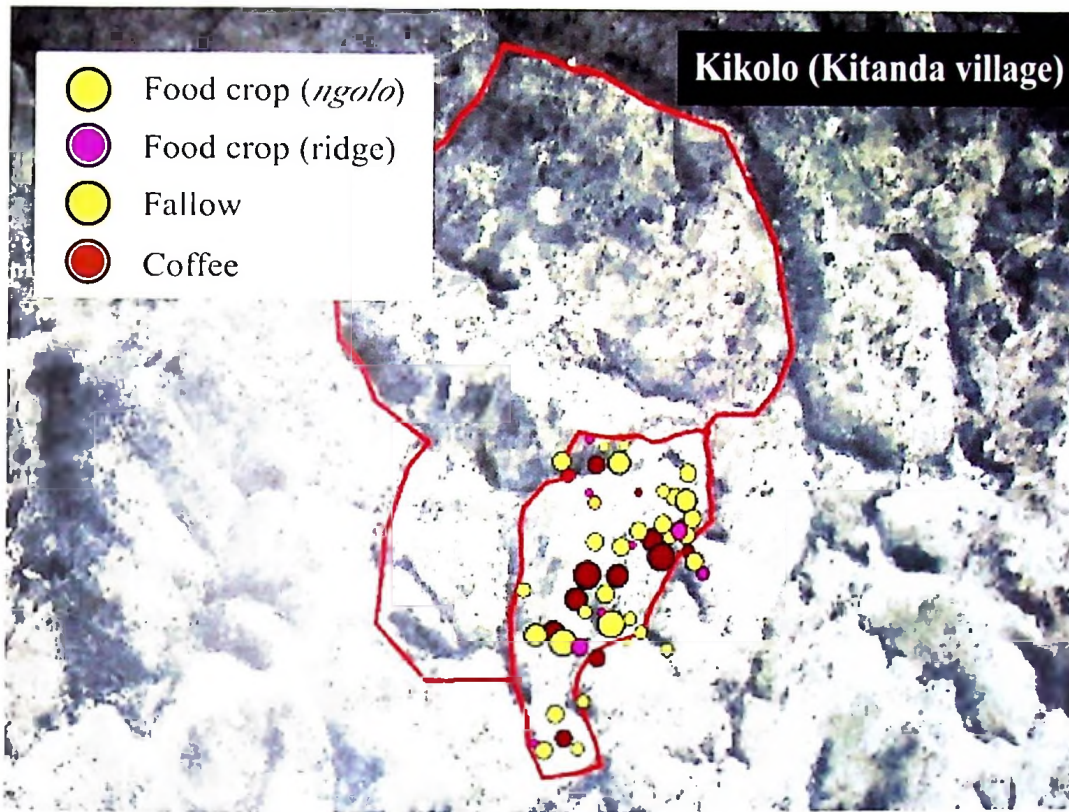 Kikolo (Kitanda village)
Food crop (ngolo)
Food crop (ridge)
Fallow
Coffee